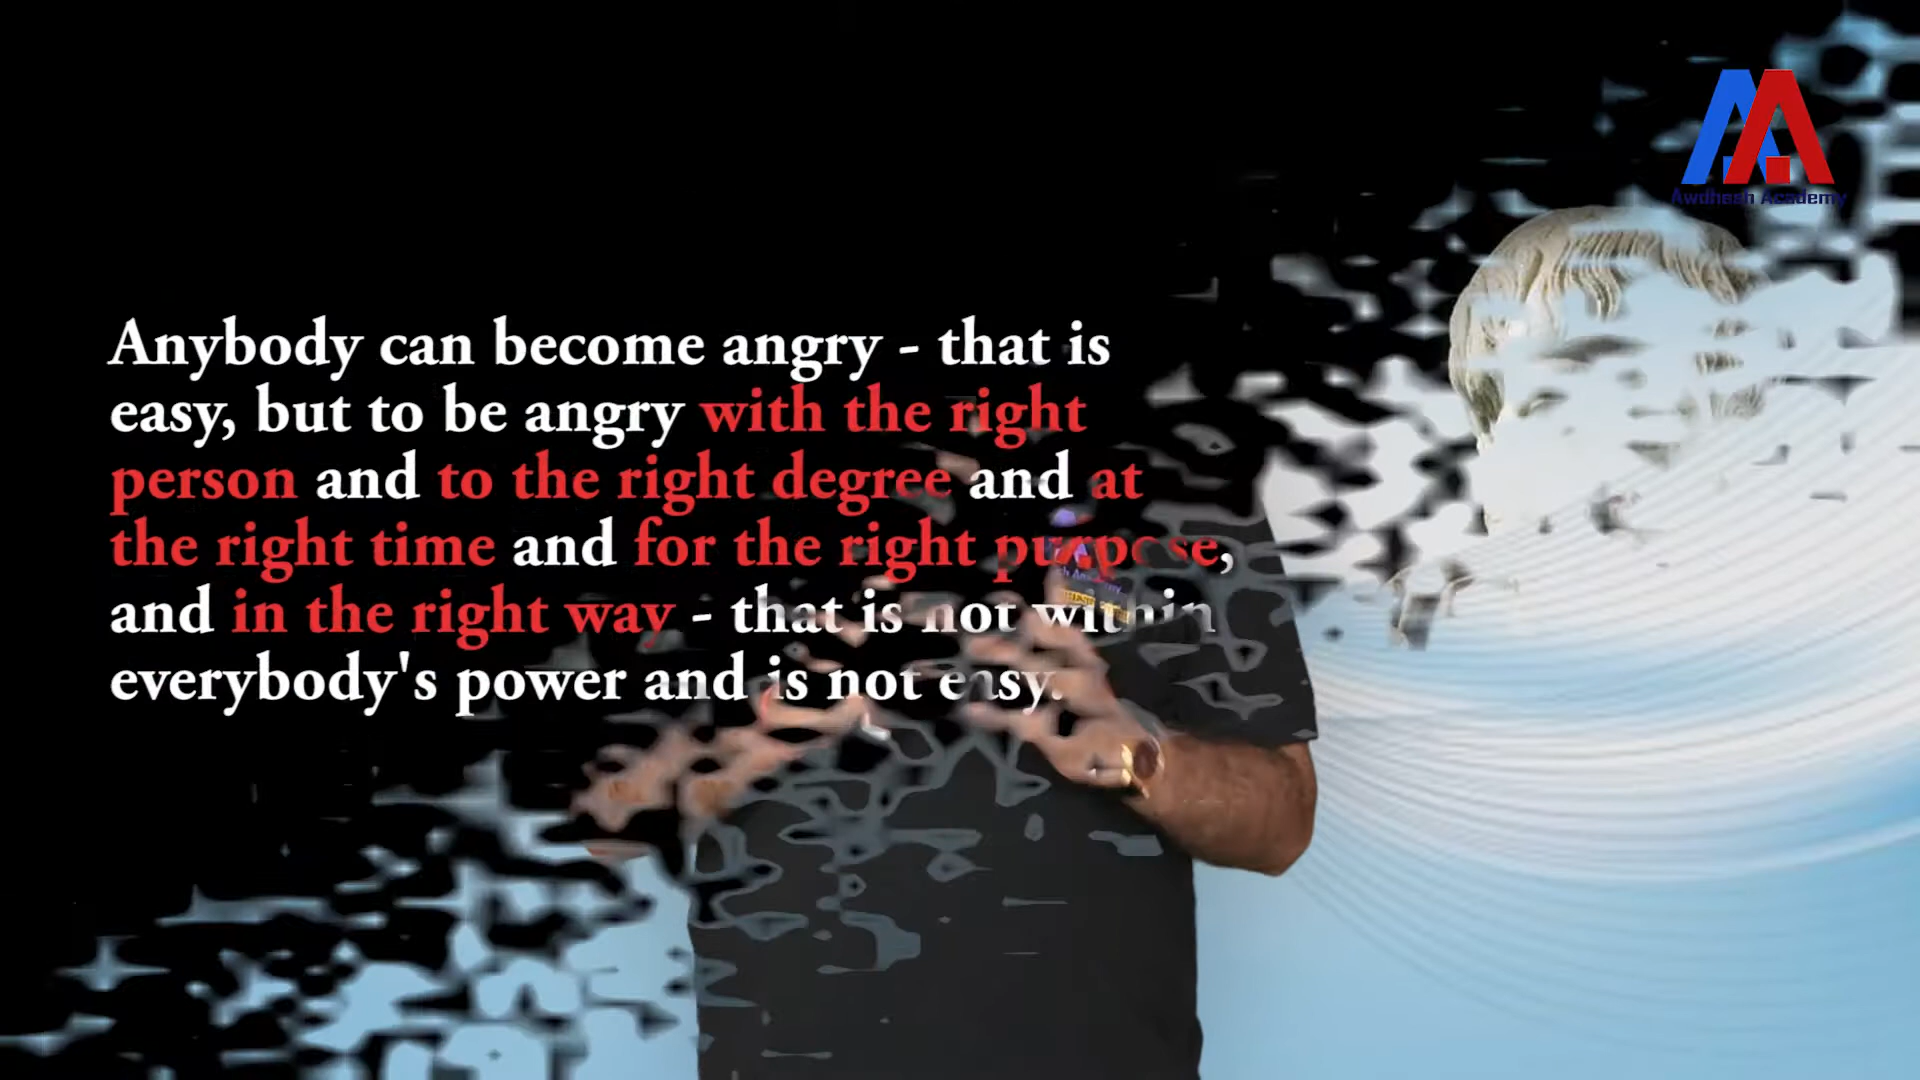 Awdhesh Academy
Anybody can become angry - that is
easy, but to be angry with the right
person and to the right degree and at
the right time and for the right purpose,
and in the right way - that is not within
everybody's power and is not easy.